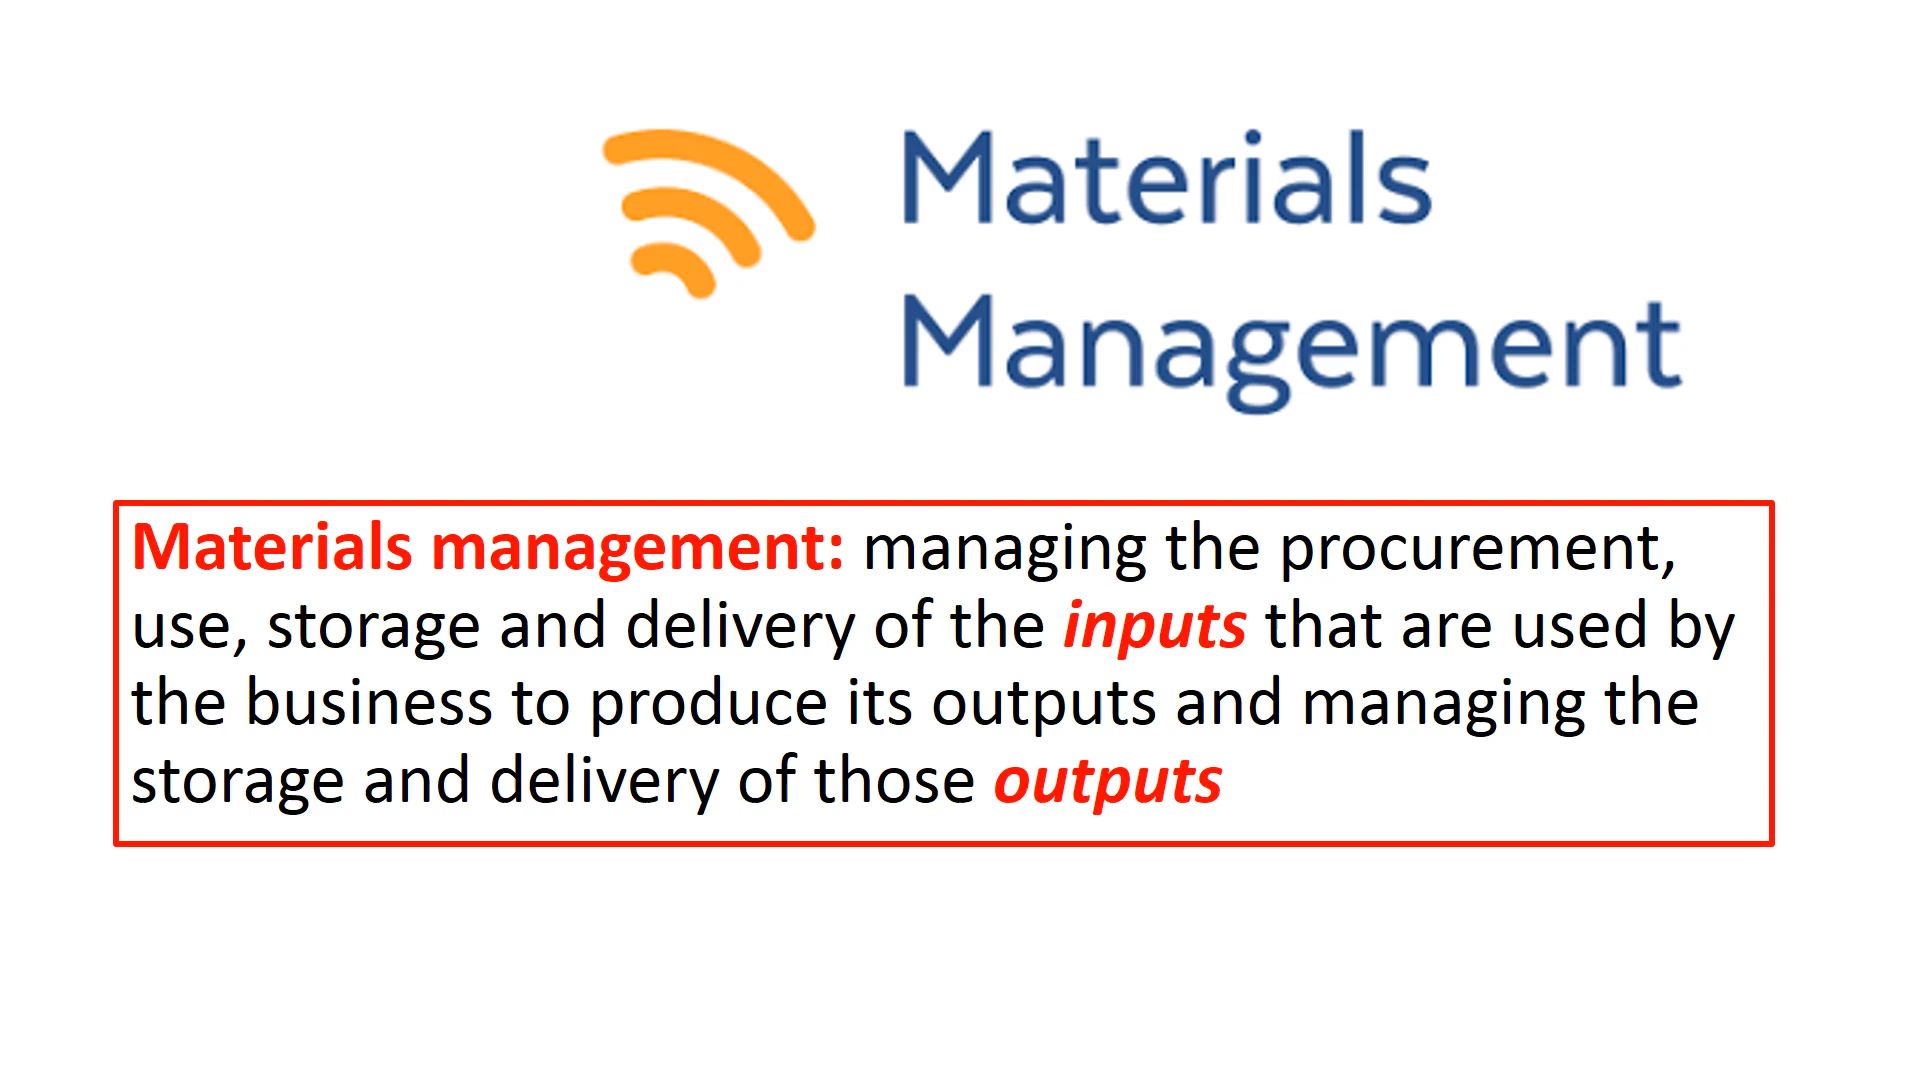 Materials
Management
Materials management: managing the procurement,
use, storage and delivery of the inputs that are used by
the business to produce its outputs and managing the
storage and delivery of those outputs